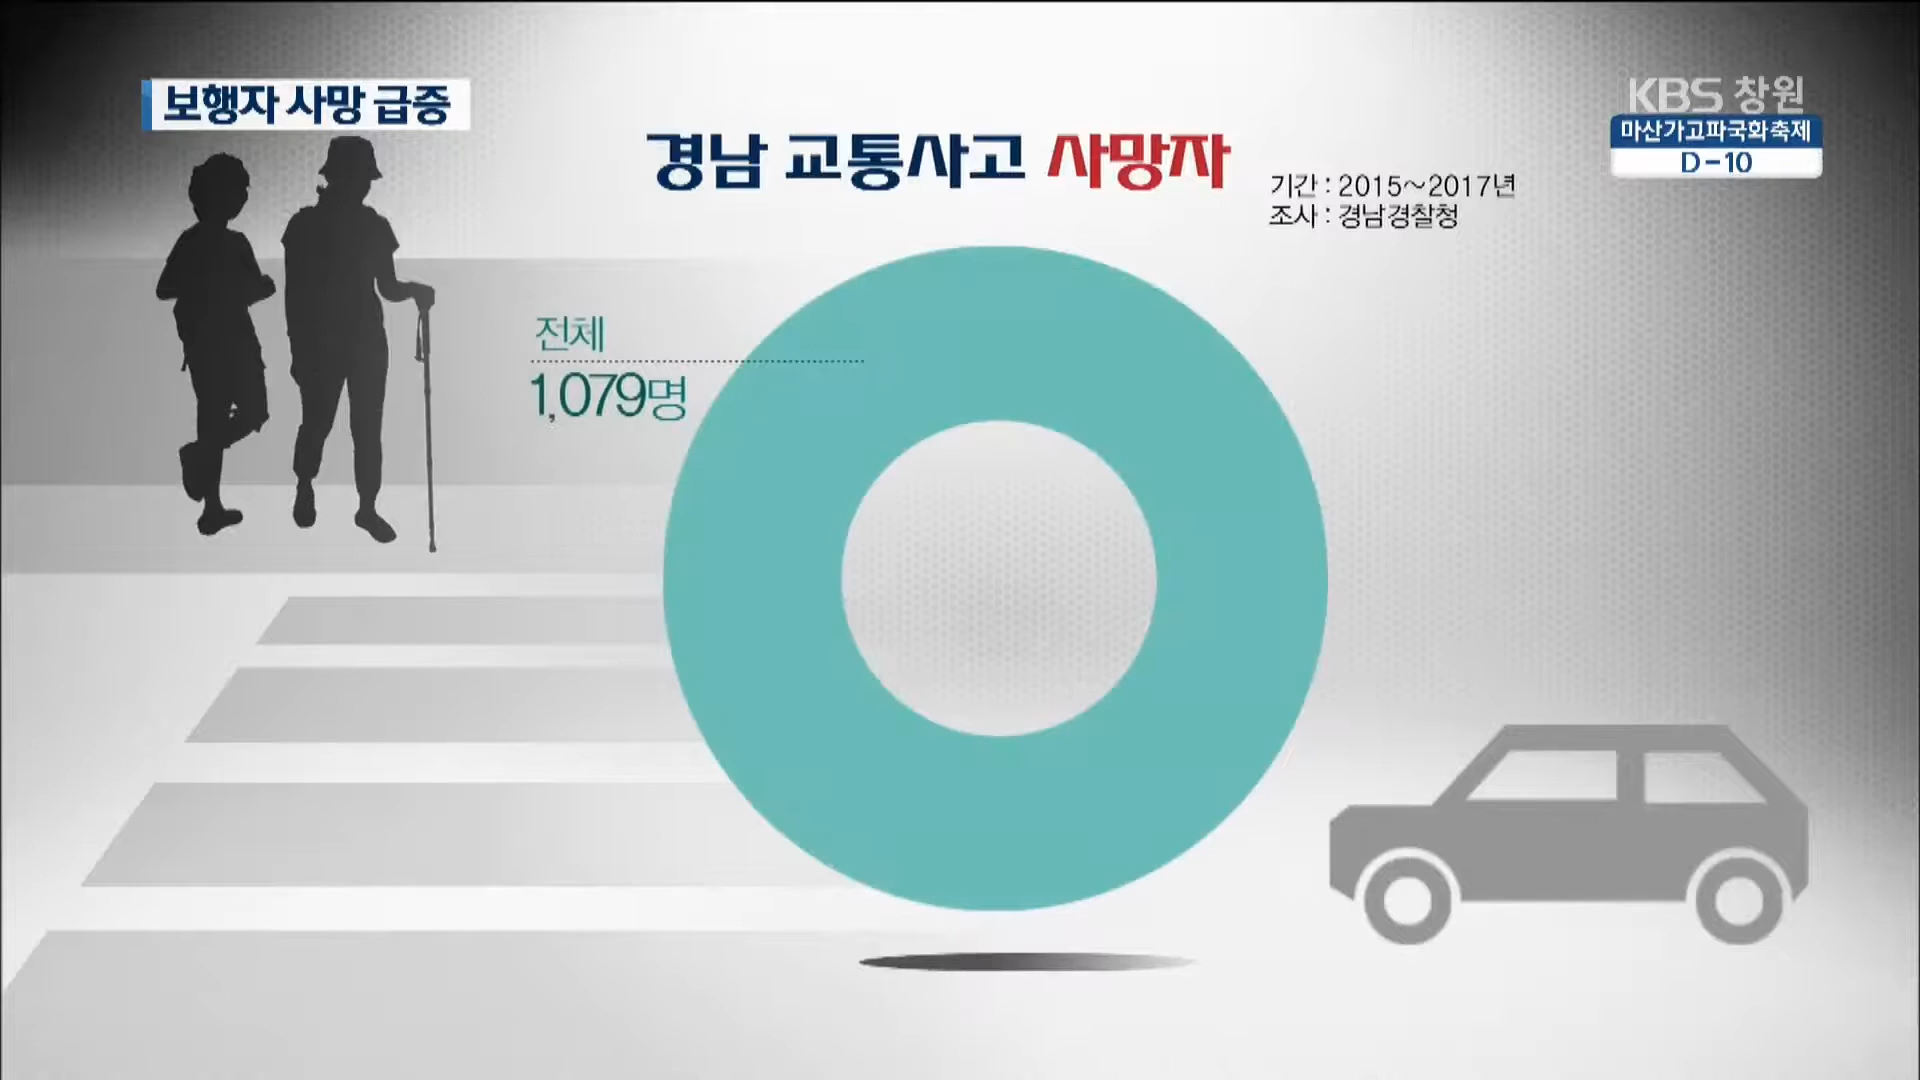 보행자 사망 급증
KBS 창원
마산가고파국화축제
D-10
경남 교통사고 사망자
기간 : 2015~2017년
조사 : 경남경찰청
전체
1,079명